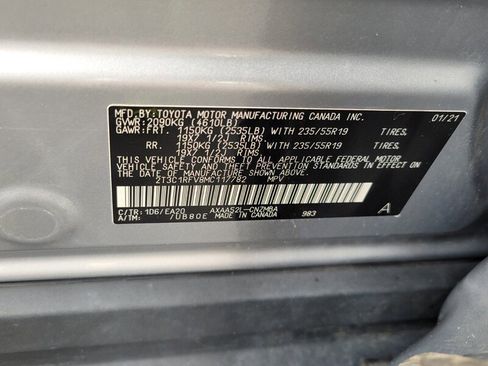 MFD.BY:TOYOTA MOTOR MANUFACTURING CANADA INC. 01/21
GVWR:2090KG (4610LB)
GAWR:FRT. 1150KG (2535LB) WITH 235/55R19 TIRES,
19X7 1/2J RIMS,
RR. 1150KG (2535LB) WITH 235/55R19 TIRES,
19X7 1/2J RIMS,
THIS VEHICLE CONFORMS TO ALL APPLICABLE FEDERAL MOTOR
VEHICLE SAFETY AND THEFT PREVENTION STANDARDS IN EFFECT
ON THE DATE OF MANUFACTURE SHOWN ABOVE.
MPV
C/TR:1D6/EA20 983 A
A/TM: /UB80E MADE IN CANADA